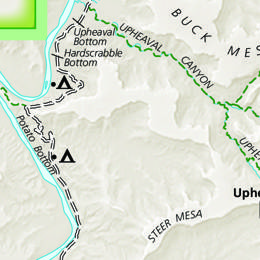 BUCK MES
Upheaval
Bottom
UPHEAVAL
CANYON
Hardscrabble
Bottom
Potato Bottom
UPHE
Uphe
STEER MESA